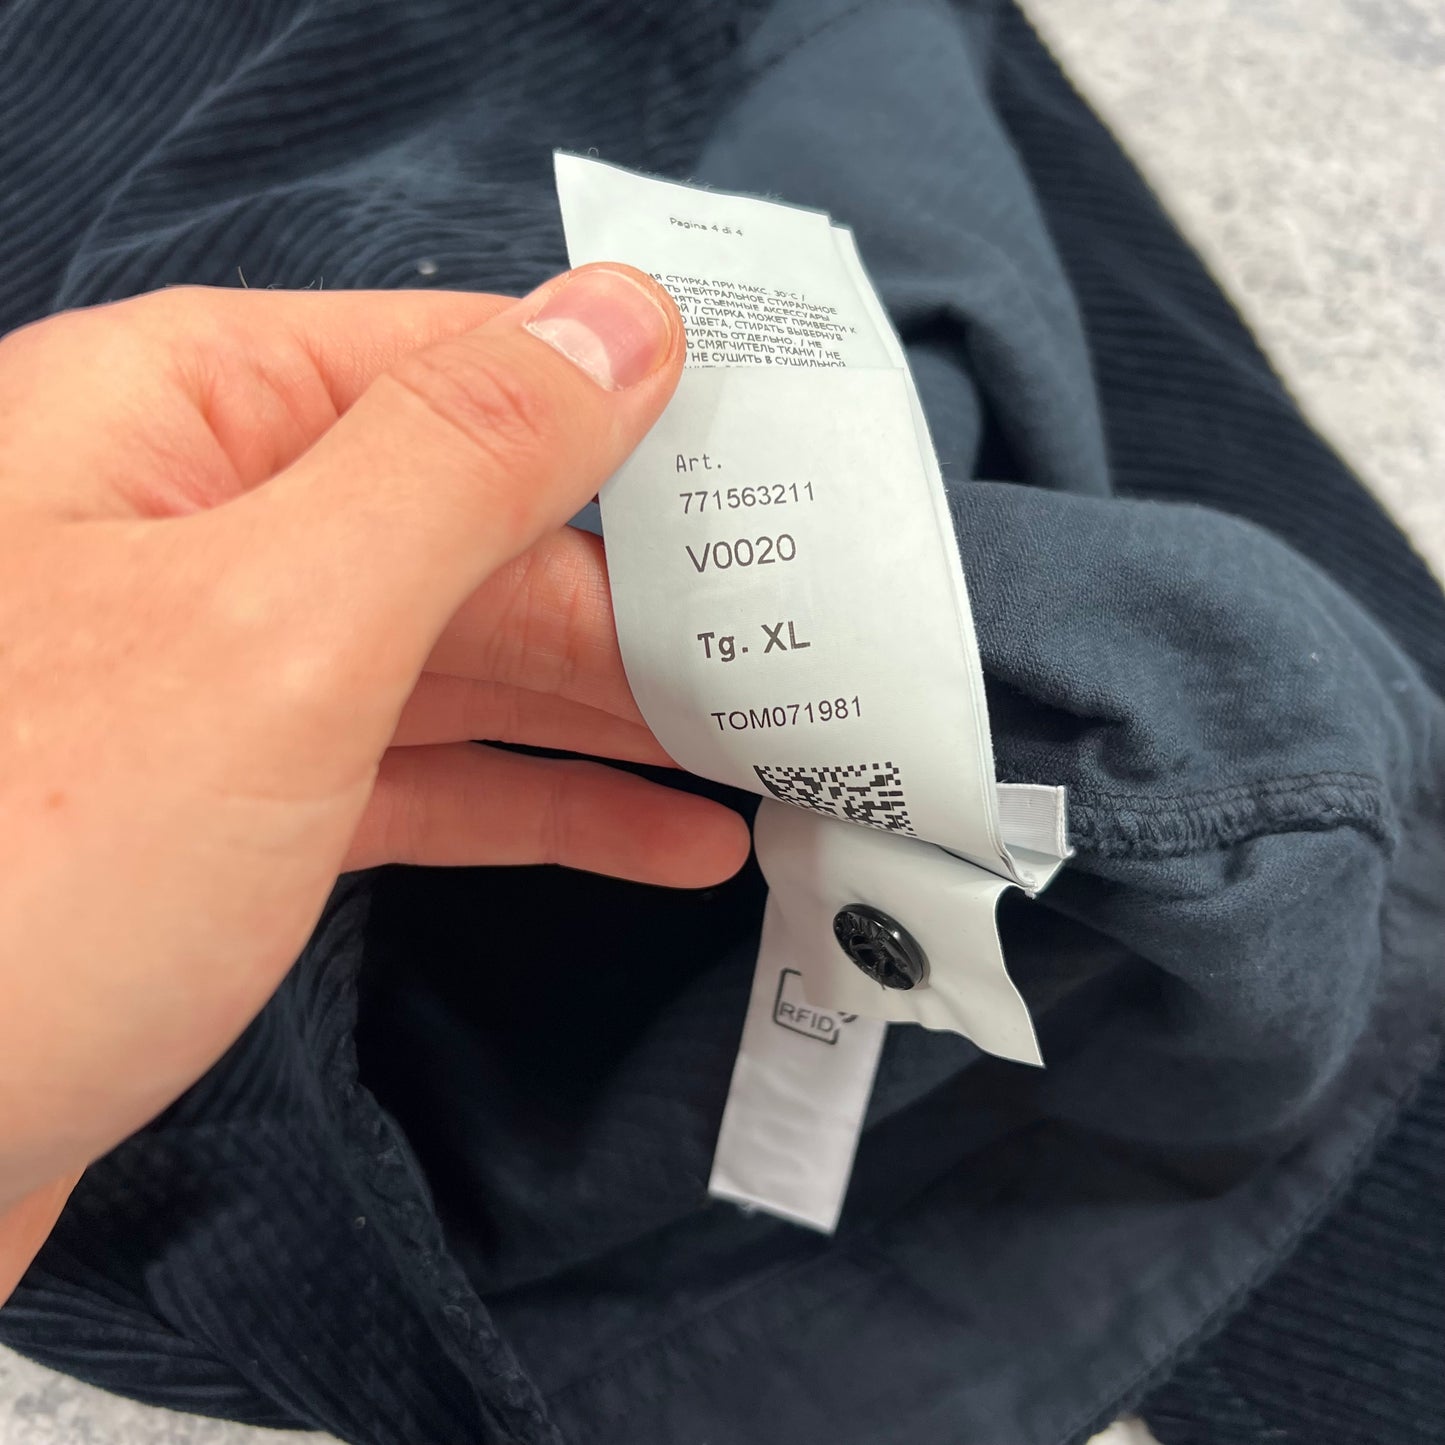 Pagina 4 di 4
СТИРКА ПРИ МАКС. 30°C /
НЕЙТРАЛЬНОЕ СТИРАЛЬНОЕ
СЪЕМНЫЕ АКСЕССУАРЫ
/ СТИРКА МОЖЕТ ПРИВЕСТИ К
ЦВЕТА, СТИРАТЬ ВЫВЕРНУВ
ОТДЕЛЬНО. / НЕ
СМЯГЧИТЕЛЬ ТКАНИ / НЕ
/ НЕ СУШИТЬ В СУШИЛЬНОЙ
Art.
771563211
V0020
Tg. XL
TOM071981
RFID